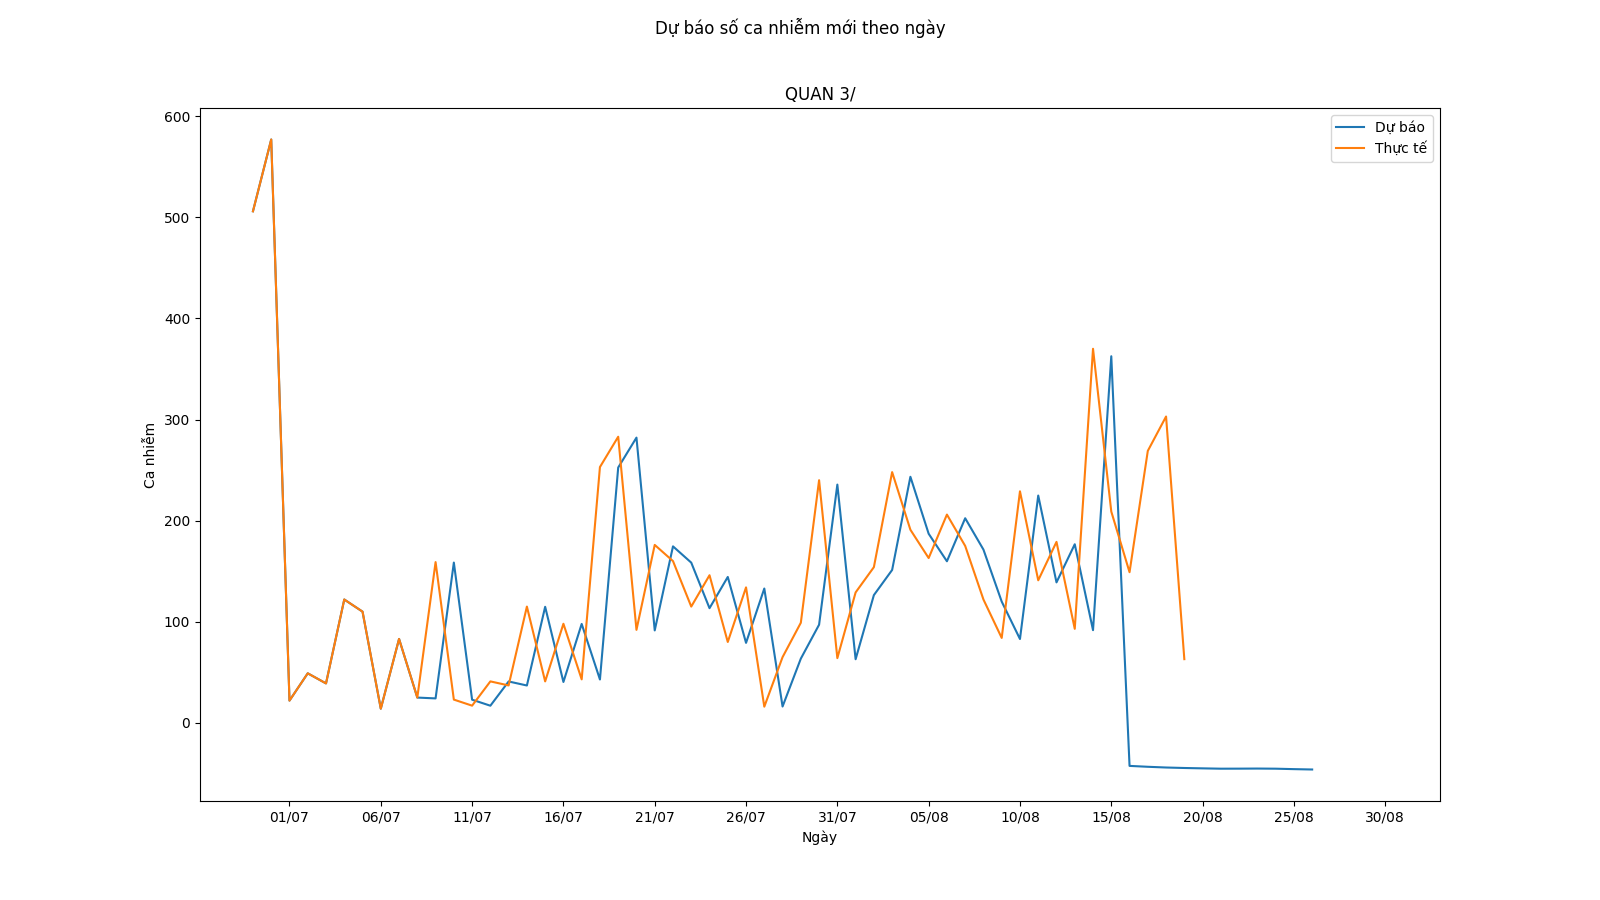 Dự báo số ca nhiễm mới theo ngày
QUAN 3/
Dự báo
Thực tế
600
500
400
300
200
100
0
Ca nhiễm
01/07 06/07 11/07 16/07 21/07 26/07 31/07 05/08 10/08 15/08 20/08 25/08 30/08
Ngày